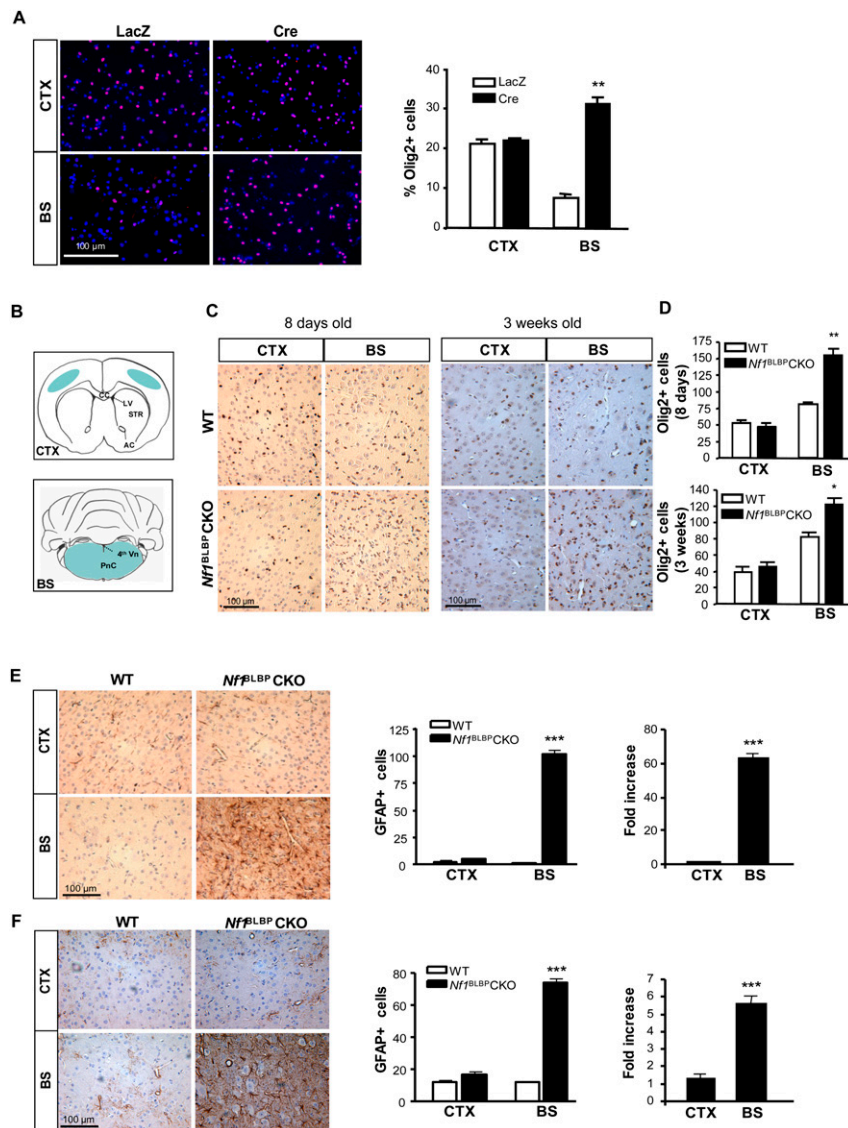 A
LacZ Cre
CTX
BS
100 µm
40
30
20
10
0
% Olig2+ cells
LacZ
Cre
**
CTX BS
B
CC
LV
STR
AC
CTX
4th Vn
PnC
BS
C
8 days old 3 weeks old
CTX BS CTX BS
WT
Nf1BLBPCKO
100 µm 100 µm
D
175
150
125
100
75
50
25
0
Olig2+ cells
(8 days)
WT
Nf1BLBPCKO
**
CTX BS
140
120
100
80
60
40
20
0
Olig2+ cells
(3 weeks)
WT
Nf1BLBPCKO
*
CTX BS
E
WT Nf1BLBP CKO
CTX
BS
100 µm
125
100
75
50
25
0
GFAP+ cells
WT
Nf1BLBPCKO
***
CTX BS
80
60
40
20
0
Fold increase
***
CTX BS
F
WT Nf1BLBP CKO
CTX
BS
100 µm
80
60
40
20
0
GFAP+ cells
WT
Nf1BLBPCKO
***
CTX BS
6
5
4
3
2
1
0
Fold increase
***
CTX BS